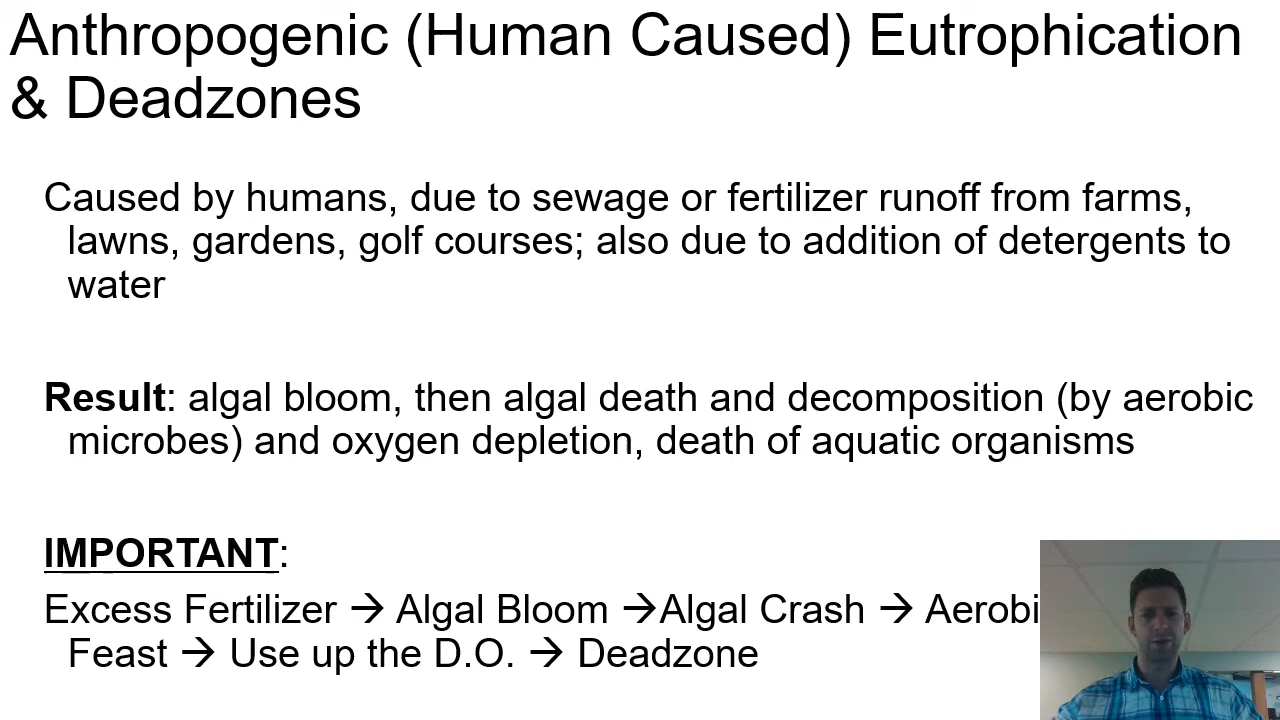 Anthropogenic (Human Caused) Eutrophication
& Deadzones
Caused by humans, due to sewage or fertilizer runoff from farms,
lawns, gardens, golf courses; also due to addition of detergents to
water
Result: algal bloom, then algal death and decomposition (by aerobic
microbes) and oxygen depletion, death of aquatic organisms
IMPORTANT:
Excess Fertilizer → Algal Bloom →Algal Crash → Aerobi
Feast → Use up the D.O. → Deadzone